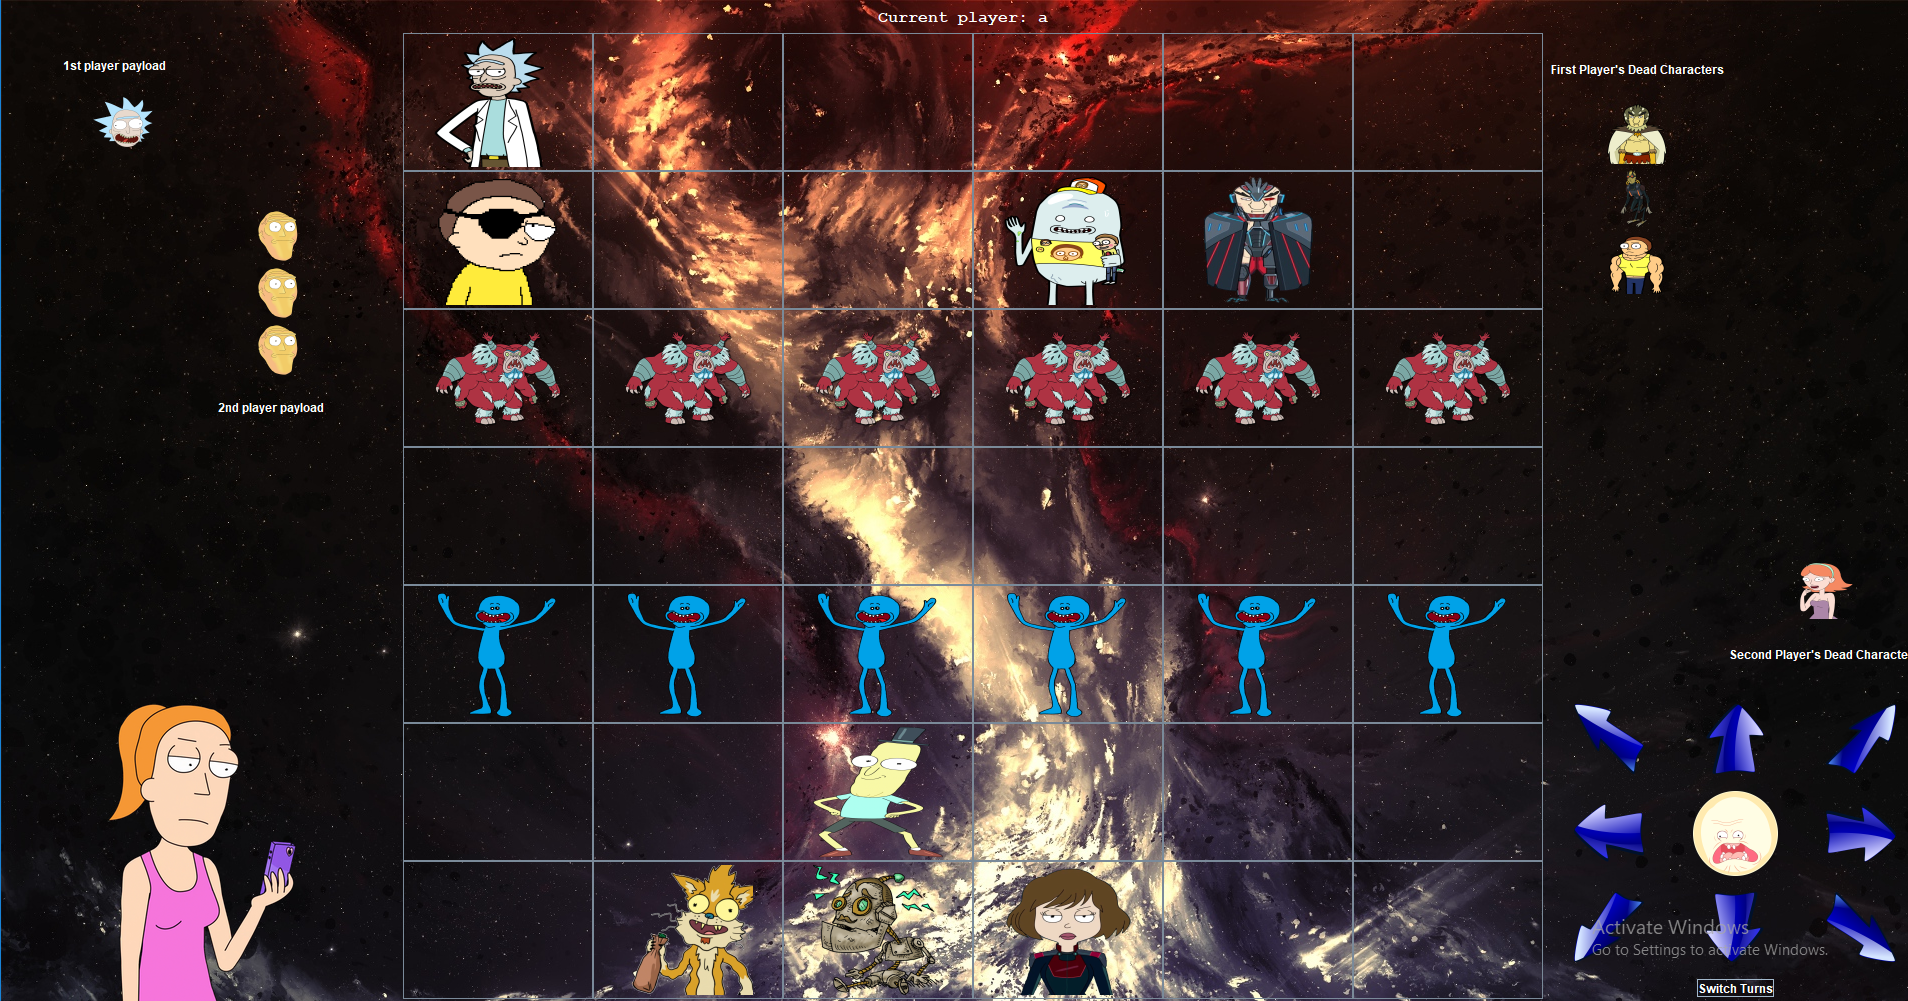 Current player: a
1st player payload
First Player's Dead Characters
2nd player payload
Second Player's Dead Characte
Activate Windows
Go to Settings to activate Windows.
Switch Turns